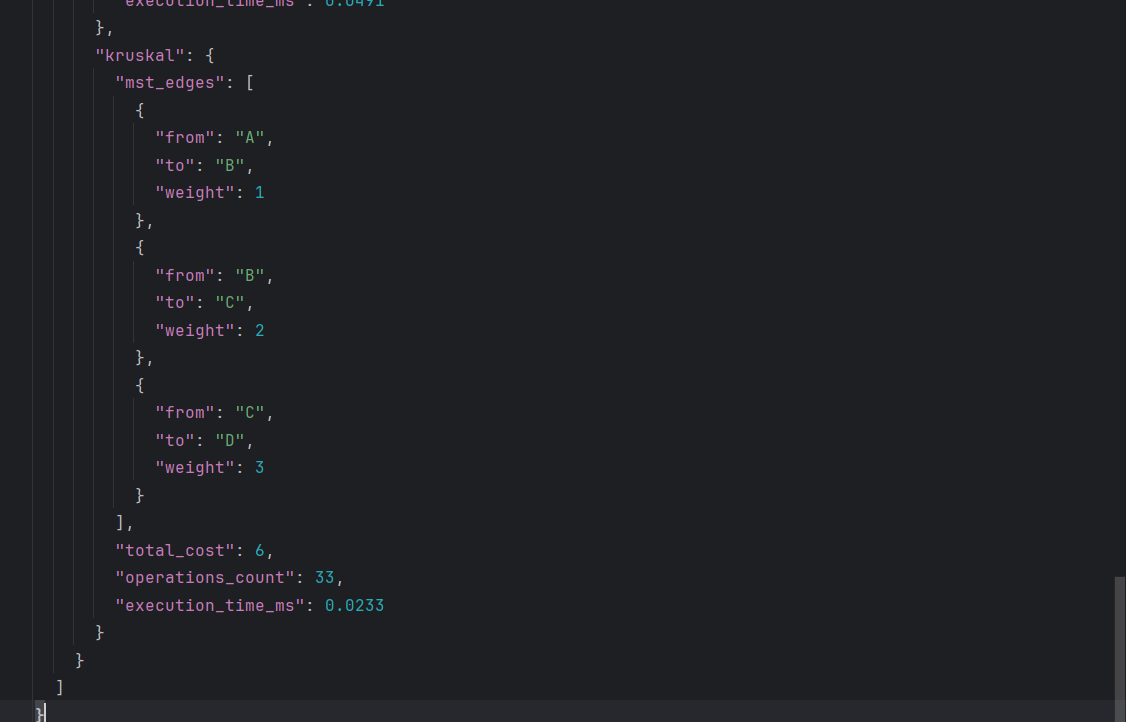 "execution_time_ms": 0.0491
},
"kruskal": {
"mst_edges": [
{
"from": "A",
"to": "B",
"weight": 1
},
{
"from": "B",
"to": "C",
"weight": 2
},
{
"from": "C",
"to": "D",
"weight": 3
}
],
"total_cost": 6,
"operations_count": 33,
"execution_time_ms": 0.0233
}
}
]
}